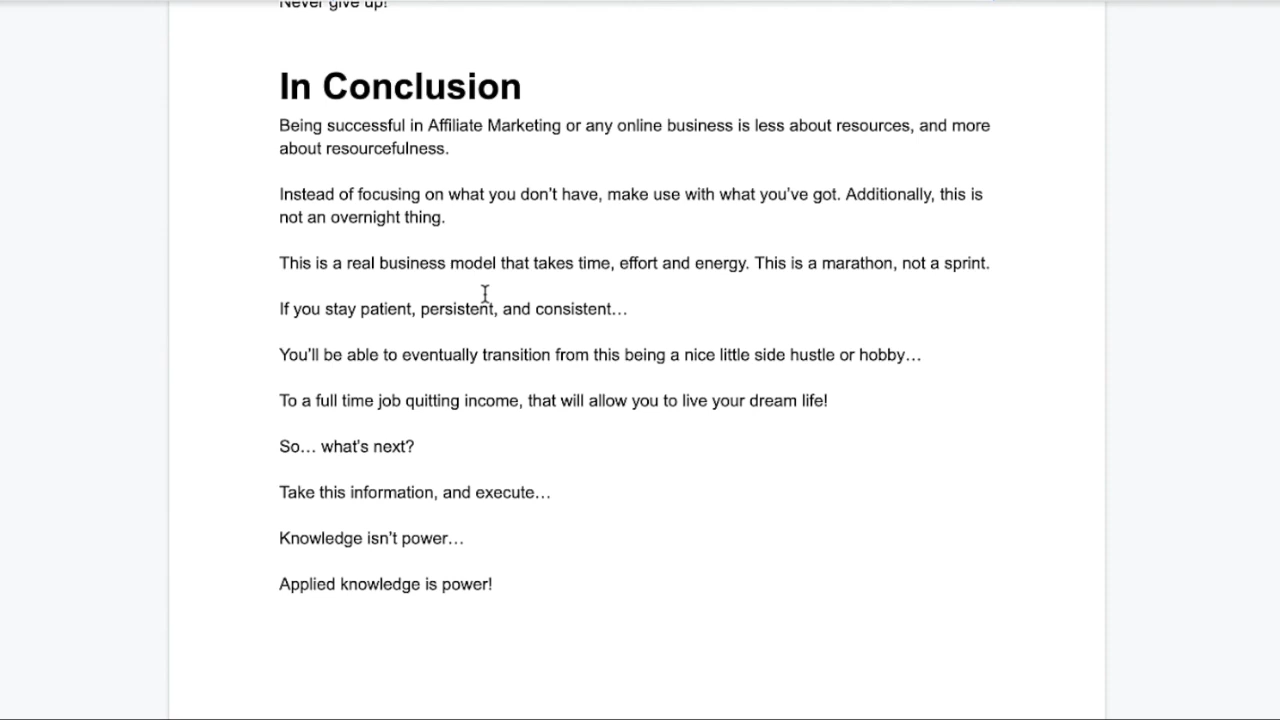 Never give up!
In Conclusion
Being successful in Affiliate Marketing or any online business is less about resources, and more
about resourcefulness.
Instead of focusing on what you don't have, make use with what you've got. Additionally, this is
not an overnight thing.
This is a real business model that takes time, effort and energy. This is a marathon, not a sprint.
If you stay patient, persistent, and consistent…
You'll be able to eventually transition from this being a nice little side hustle or hobby…
To a full time job quitting income, that will allow you to live your dream life!
So… what's next?
Take this information, and execute…
Knowledge isn't power…
Applied knowledge is power!